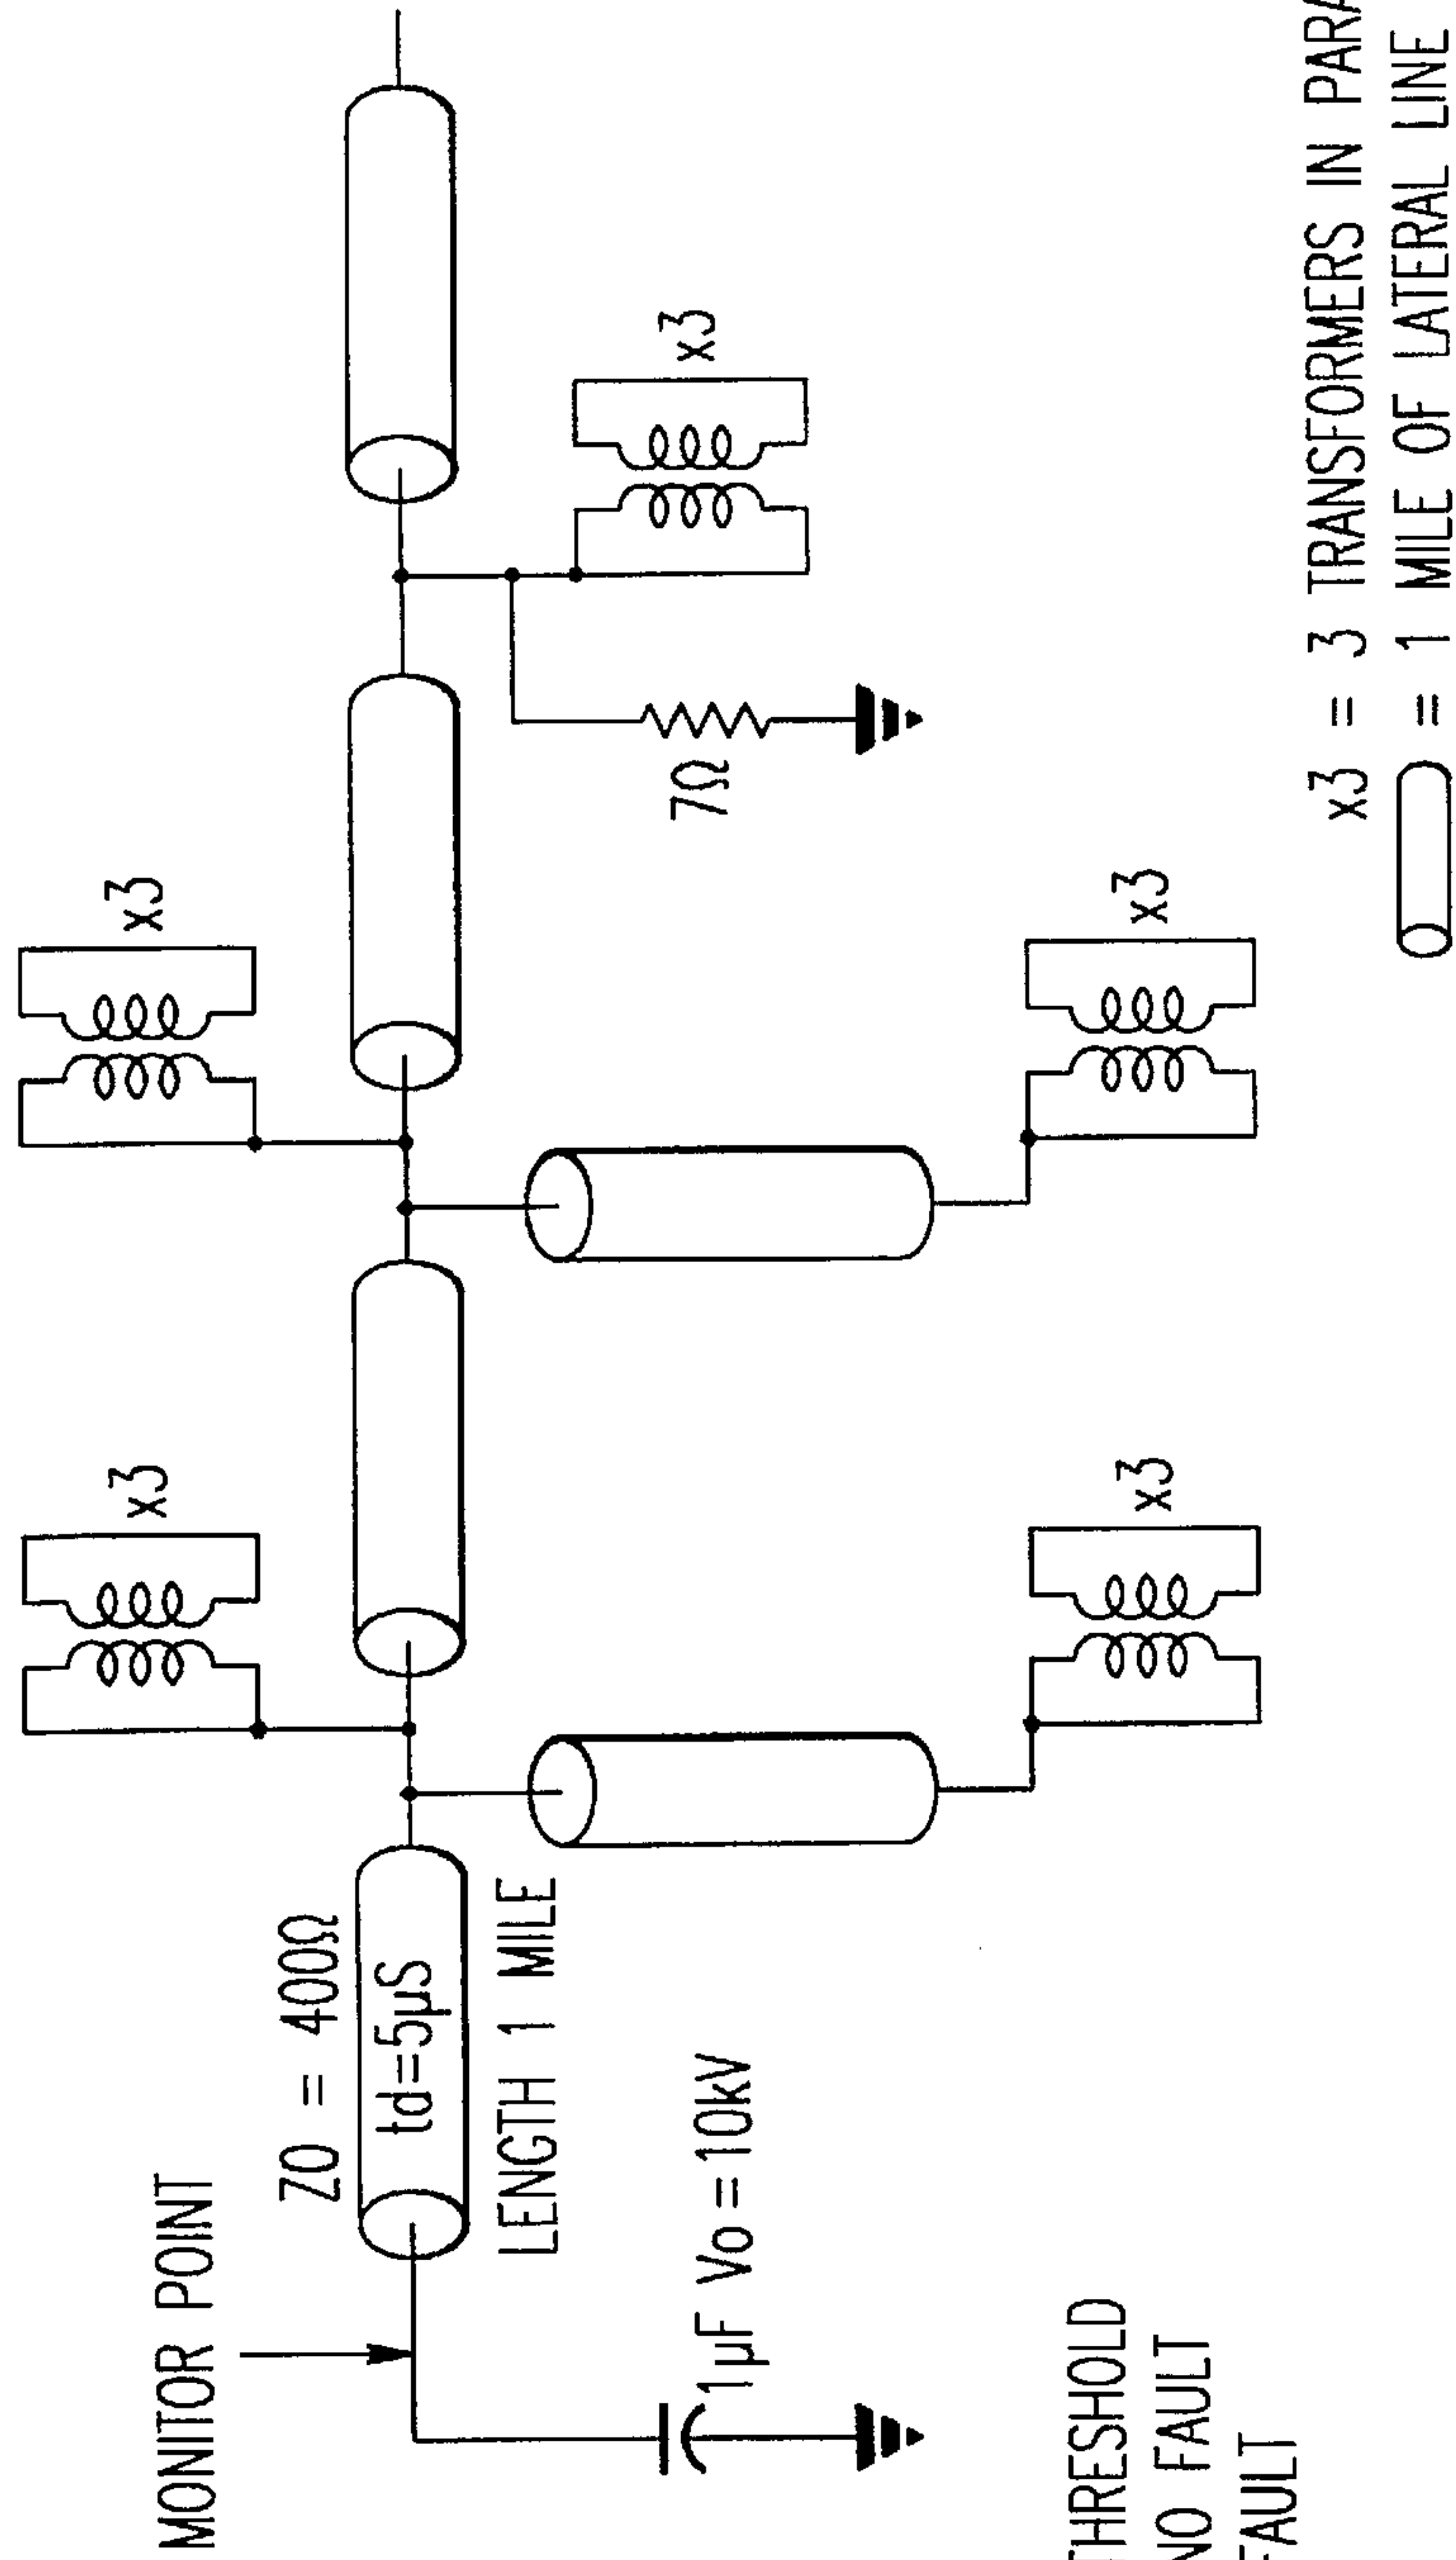 MONITOR POINT
Z0 = 400Ω
td=5µS
LENGTH 1 MILE
1µF Vo = 10kV
x3
x3
x3
x3
7Ω
x3
THRESHOLD
NO FAULT
FAULT
x3 = 3 TRANSFORMERS IN
= 1 MILE OF LATERAL LINE